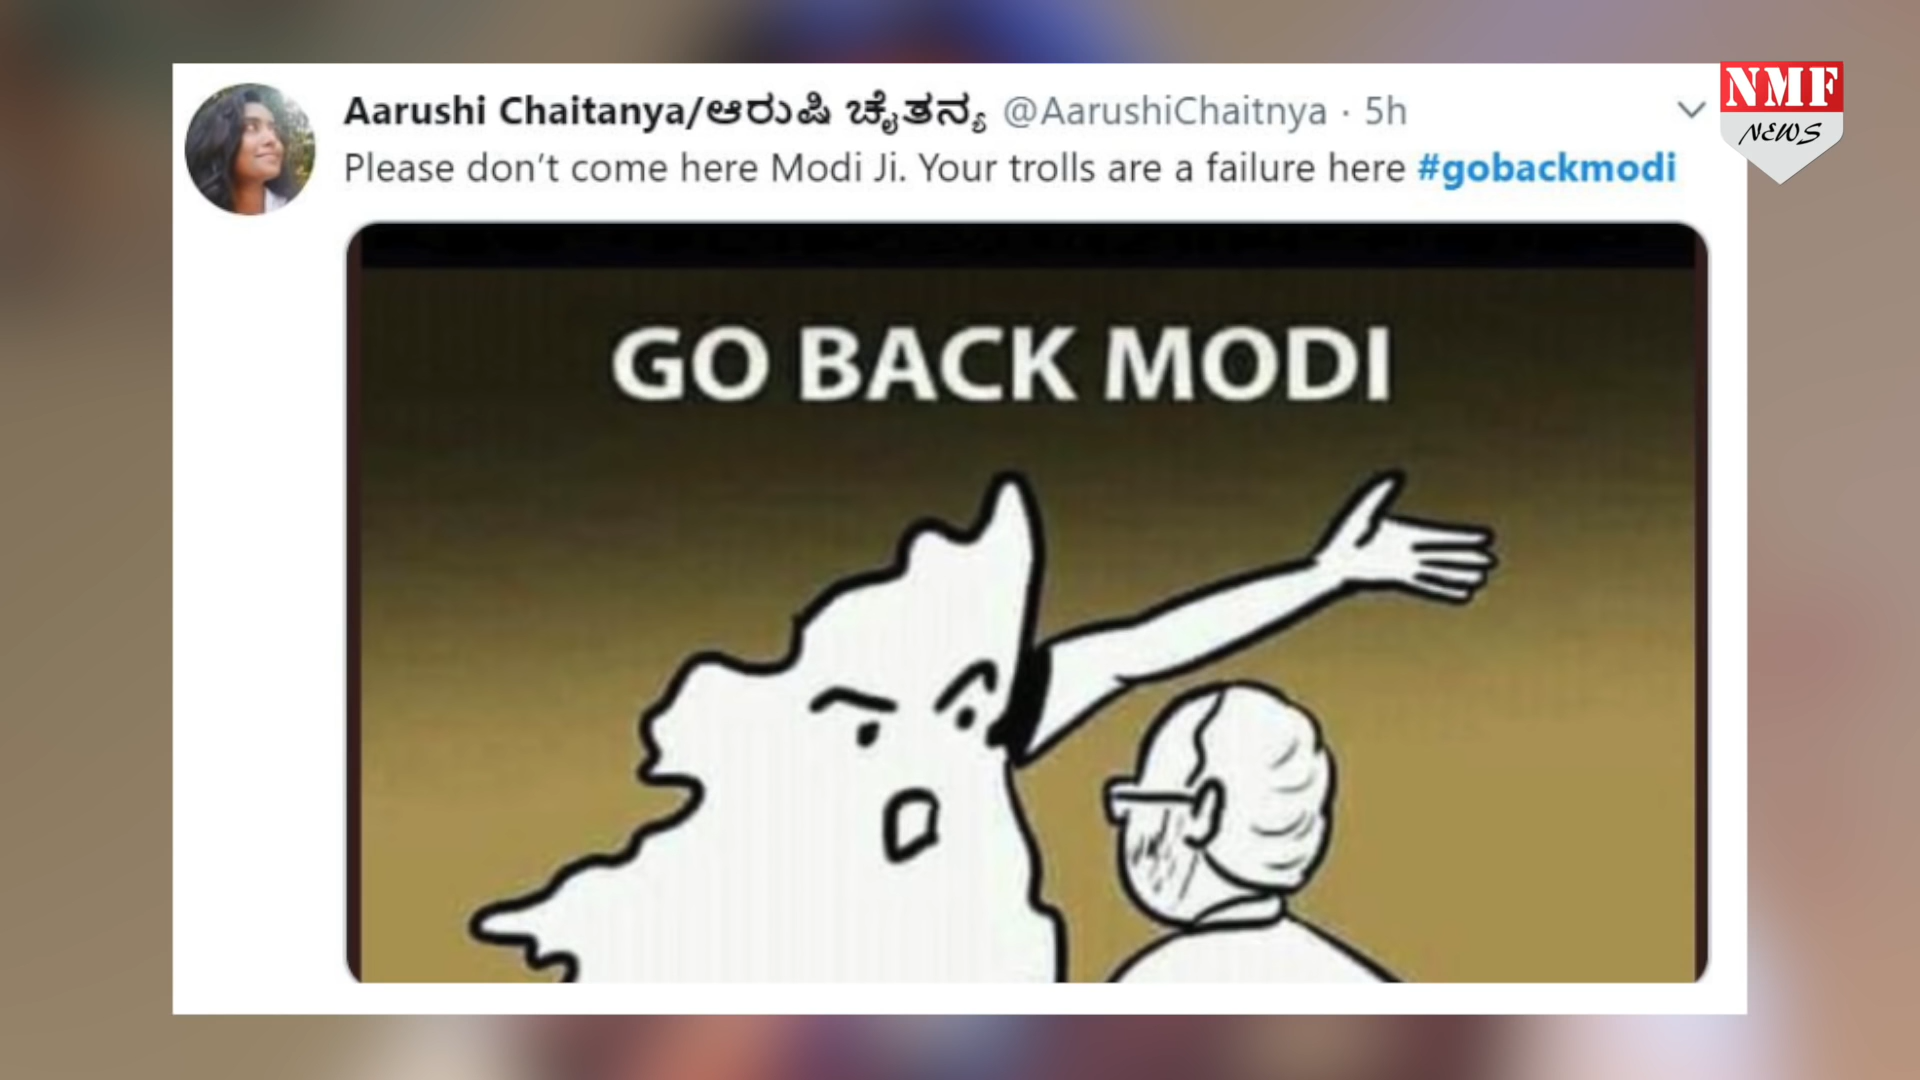 Aarushi Chaitanya/ಆರುಷಿ ಚೈತನ್ಯ @AarushiChaitnya · 5h
Please don't come here Modi Ji. Your trolls are a failure here #gobackmodi
NMF
NEWS
GO BACK MODI